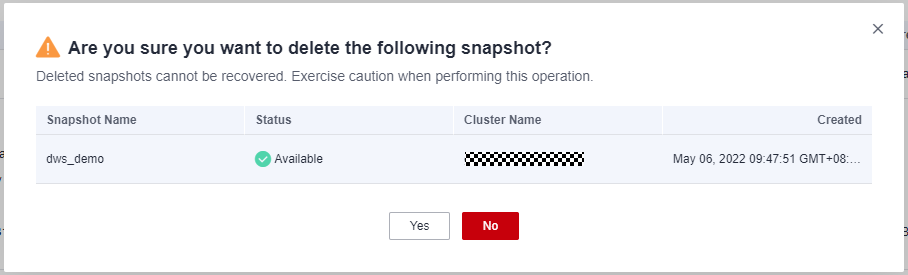 Are you sure you want to delete the following snapshot?
Deleted snapshots cannot be recovered. Exercise caution when performing this operation.
Snapshot Name Status Cluster Name Created
dws_demo Available May 06, 2022 09:47:51 GMT+08:...
Yes No